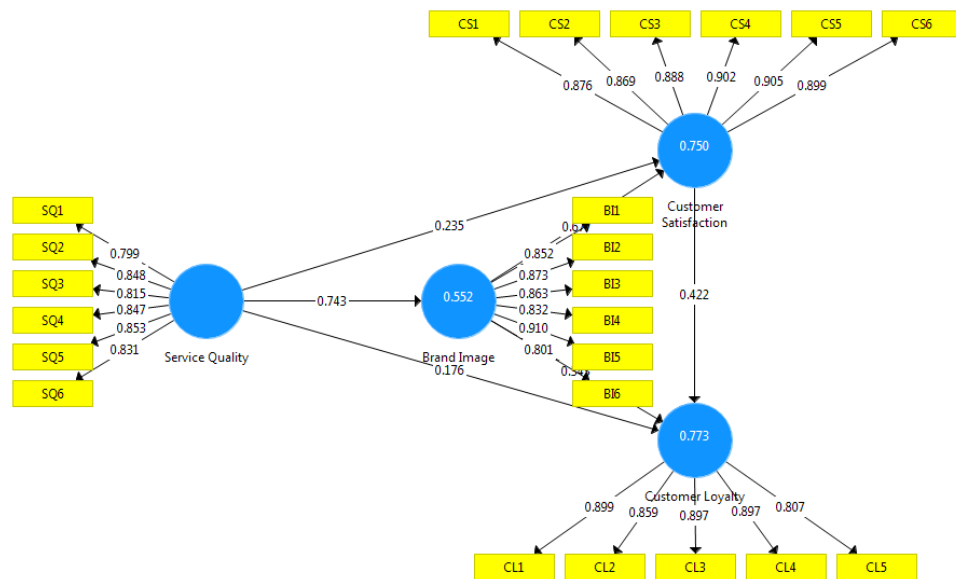 CS1 CS2 CS3 CS4 CS5 CS6
0.876 0.869 0.888 0.902 0.905 0.899
0.750
Customer
Satisfaction
SQ1
SQ2
SQ3
SQ4
SQ5
SQ6
0.799
0.848
0.815
0.847
0.853
0.831
Service Quality
0.235
0.743
0.176
0.552
Brand Image
0.852
0.873
0.863
0.832
0.910
0.801
BI1
BI2
BI3
BI4
BI5
BI6
0.422
0.773
Customer Loyalty
0.899 0.859 0.897 0.897 0.807
CL1 CL2 CL3 CL4 CL5